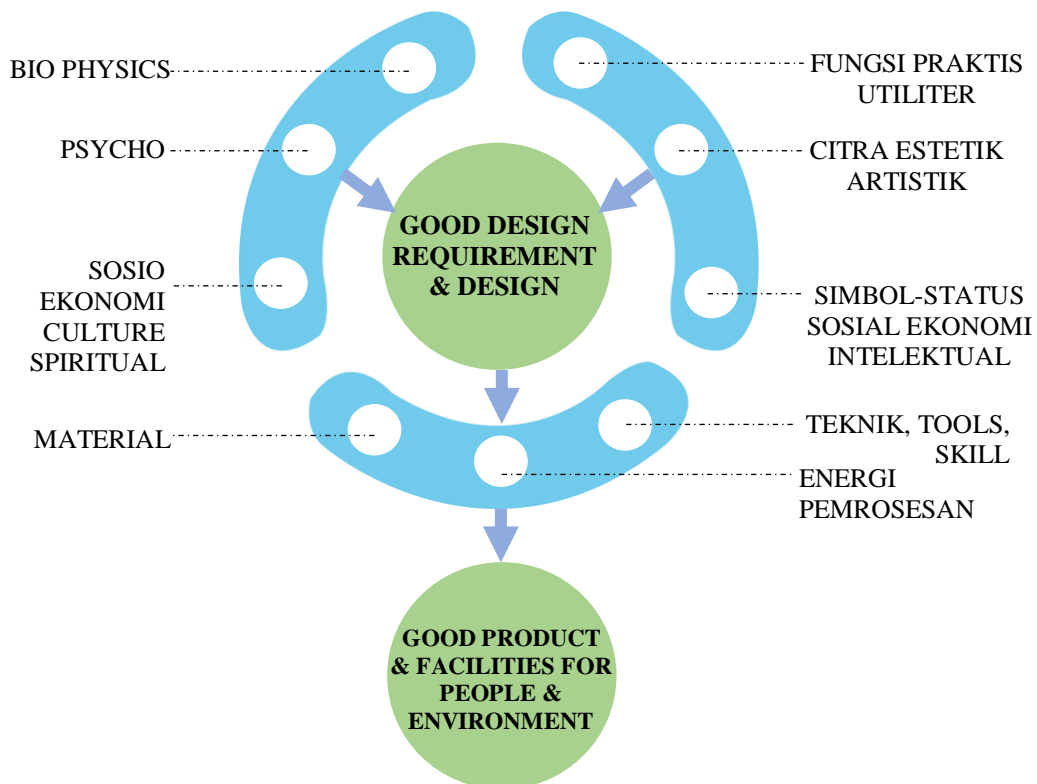 BIO PHYSICS
PSYCHO
SOSIO
EKONOMI
CULTURE
SPIRITUAL
FUNGSI PRAKTIS
UTILITER
CITRA ESTETIK
ARTISTIK
SIMBOL-STATUS
SOSIAL EKONOMI
INTELEKTUAL
GOOD DESIGN
REQUIREMENT
& DESIGN
MATERIAL
TEKNIK, TOOLS,
SKILL
ENERGI
PEMROSESAN
GOOD PRODUCT
& FACILITIES FOR
PEOPLE &
ENVIRONMENT